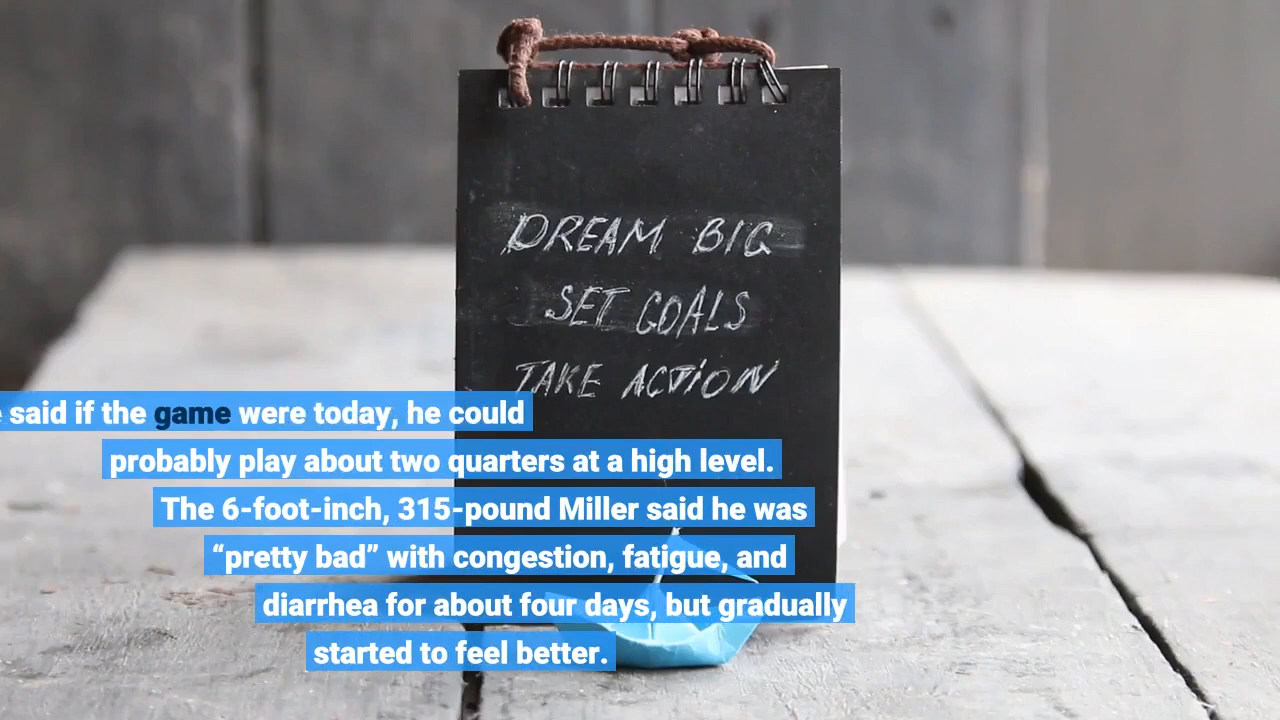 DREAM BIG
SET GOALS
TAKE ACTION
said if the game were today, he could
probably play about two quarters at a high level.
The 6-foot-inch, 315-pound Miller said he was
“pretty bad” with congestion, fatigue, and
diarrhea for about four days, but gradually
started to feel better.